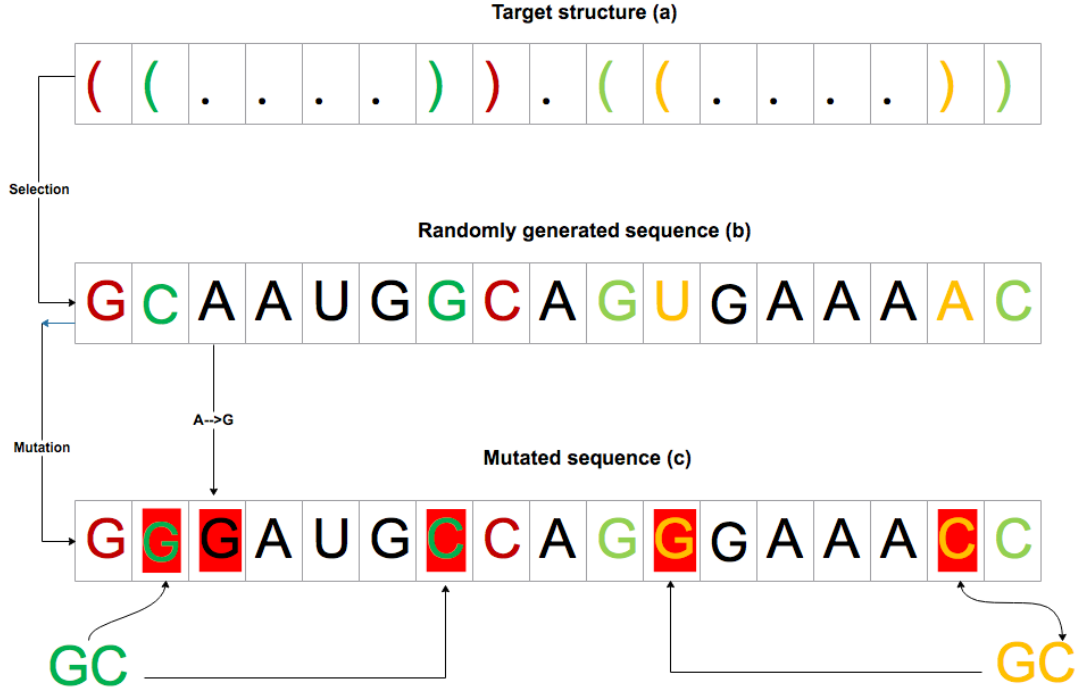 Target structure (a)
( ( . . . . ) ) . ( ( . . . . ) )
Selection
Randomly generated sequence (b)
G C A A U G G C A G U G A A A A C
A-->G
Mutation
Mutated sequence (c)
G G G A U G C C A G G G A A A C C
GC
GC